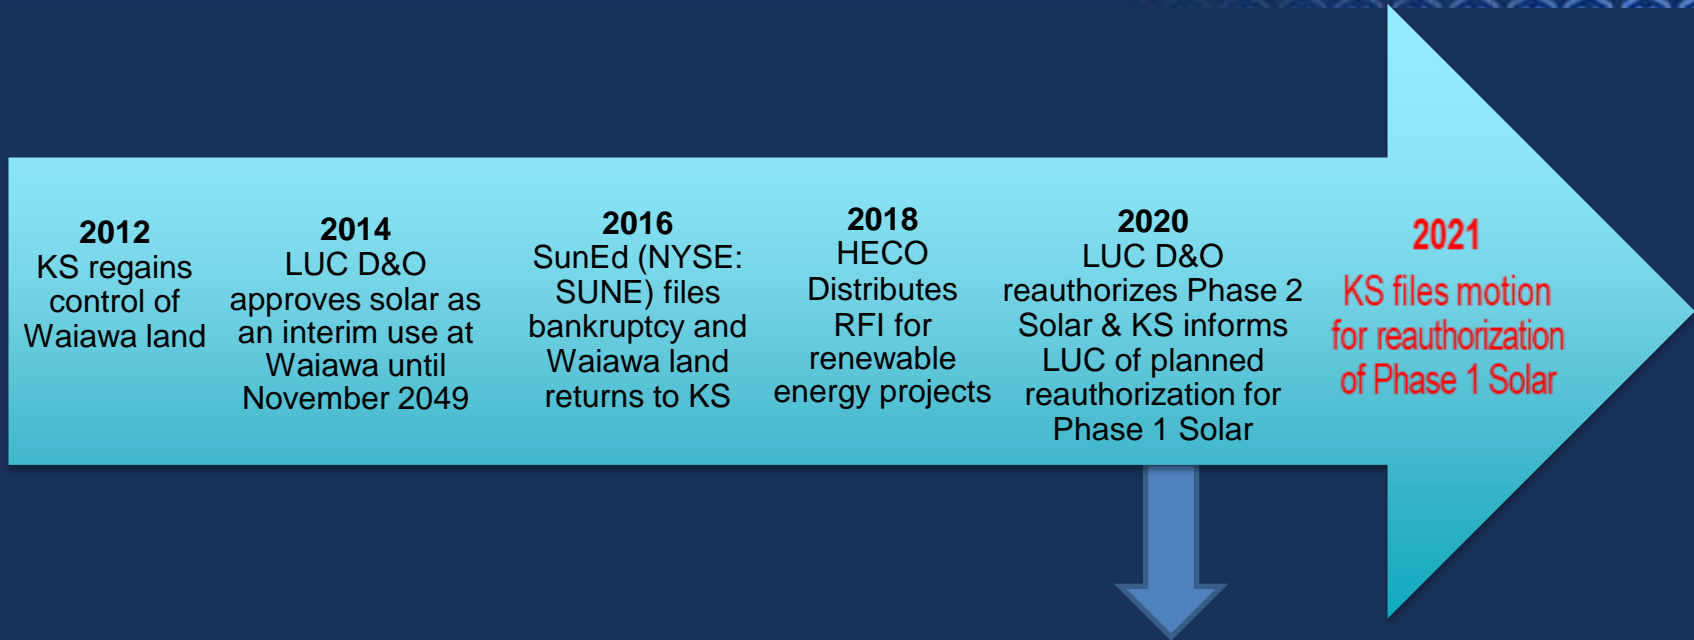 2012
KS regains
control of
Waiawa land
2014
LUC D&O
approves solar as
an interim use at
Waiawa until
November 2049
2016
SunEd (NYSE:
SUNE) files
bankruptcy and
Waiawa land
returns to KS
2018
HECO
Distributes
RFI for
renewable
energy projects
2020
LUC D&O
reauthorizes Phase 2
Solar & KS informs
LUC of planned
reauthorization for
Phase 1 Solar
2021
KS files motion
for reauthorization
of Phase 1 Solar